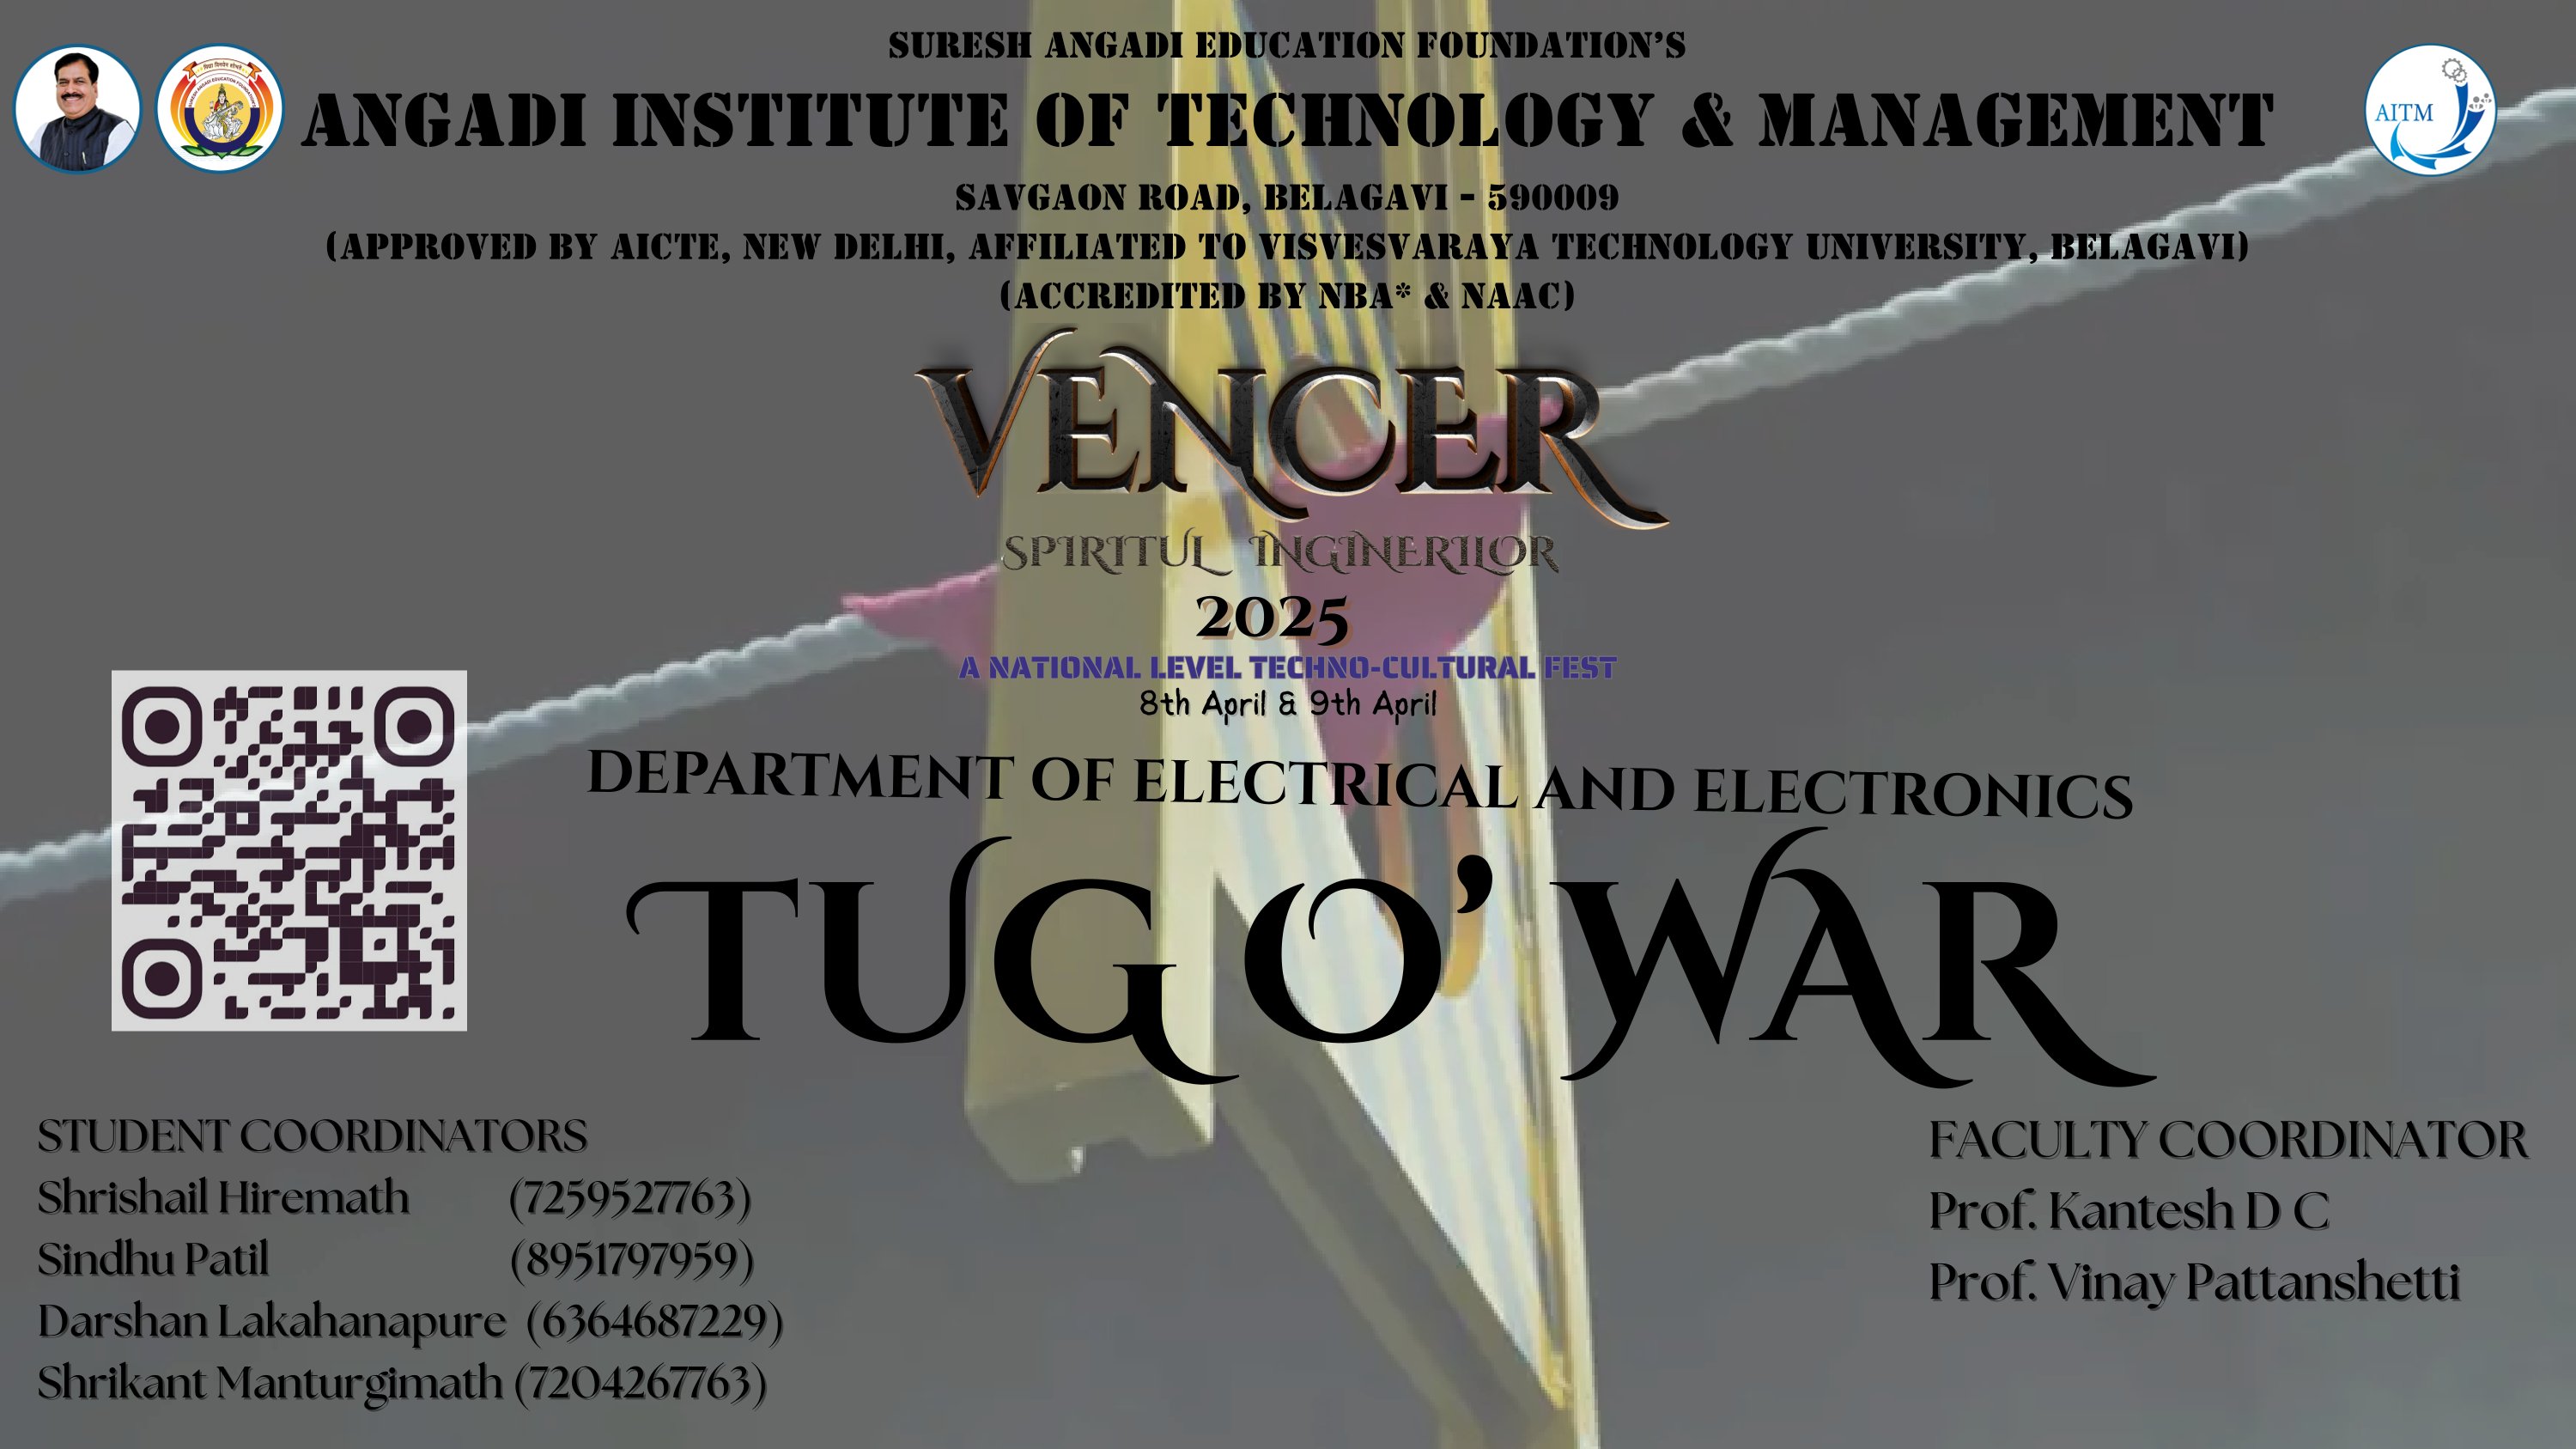 SURESH ANGADI EDUCATION FOUNDATION'S
ANGADI INSTITUTE OF TECHNOLOGY & MANAGEMENT
AITM
SAVGAON ROAD, BELAGAVI - 590009
(APPROVED BY AICTE, NEW DELHI, AFFILIATED TO VISVESVARAYA TECHNOLOGY UNIVERSITY, BELAGAVI)
(ACCREDITED BY NBA* & NAAC)
VENCER
SPIRITUL INGINERILOR
2025
A NATIONAL LEVEL TECHNO-CULTURAL FEST
8th April & 9th April
DEPARTMENT OF ELECTRICAL AND ELECTRONICS
TUG O' WAR
STUDENT COORDINATORS
Shrishail Hiremath (7259527763)
Sindhu Patil (8951797959)
Darshan Lakahanapure (6364687229)
Shrikant Manturgimath (7204267763)
FACULTY COORDINATOR
Prof. Kantesh D C
Prof. Vinay Pattanshetti